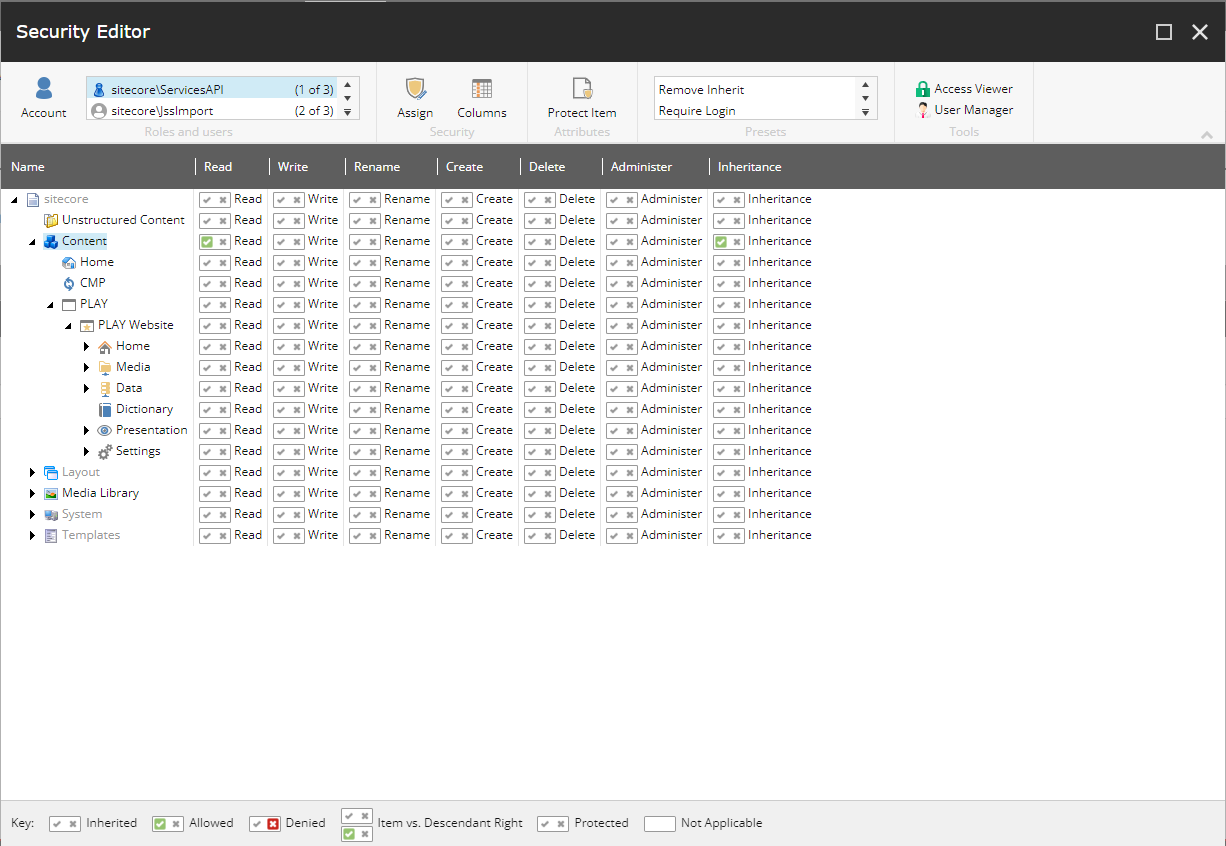 Security Editor
Account
sitecore\ServicesAPI (1 of 3)
sitecore\JssImport (2 of 3)
Roles and users
Assign
Columns
Security
Protect Item
Attributes
Remove Inherit
Require Login
Presets
Access Viewer
User Manager
Tools
Name Read Write Rename Create Delete Administer Inheritance
sitecore Read Write Rename Create Delete Administer Inheritance
Unstructured Content Read Write Rename Create Delete Administer Inheritance
Content Read Write Rename Create Delete Administer Inheritance
Home Read Write Rename Create Delete Administer Inheritance
CMP Read Write Rename Create Delete Administer Inheritance
PLAY Read Write Rename Create Delete Administer Inheritance
PLAY Website Read Write Rename Create Delete Administer Inheritance
Home Read Write Rename Create Delete Administer Inheritance
Media Read Write Rename Create Delete Administer Inheritance
Data Read Write Rename Create Delete Administer Inheritance
Dictionary Read Write Rename Create Delete Administer Inheritance
Presentation Read Write Rename Create Delete Administer Inheritance
Settings Read Write Rename Create Delete Administer Inheritance
Layout Read Write Rename Create Delete Administer Inheritance
Media Library Read Write Rename Create Delete Administer Inheritance
System Read Write Rename Create Delete Administer Inheritance
Templates Read Write Rename Create Delete Administer Inheritance
Key: Inherited Allowed Denied Item vs. Descendant Right Protected Not Applicable